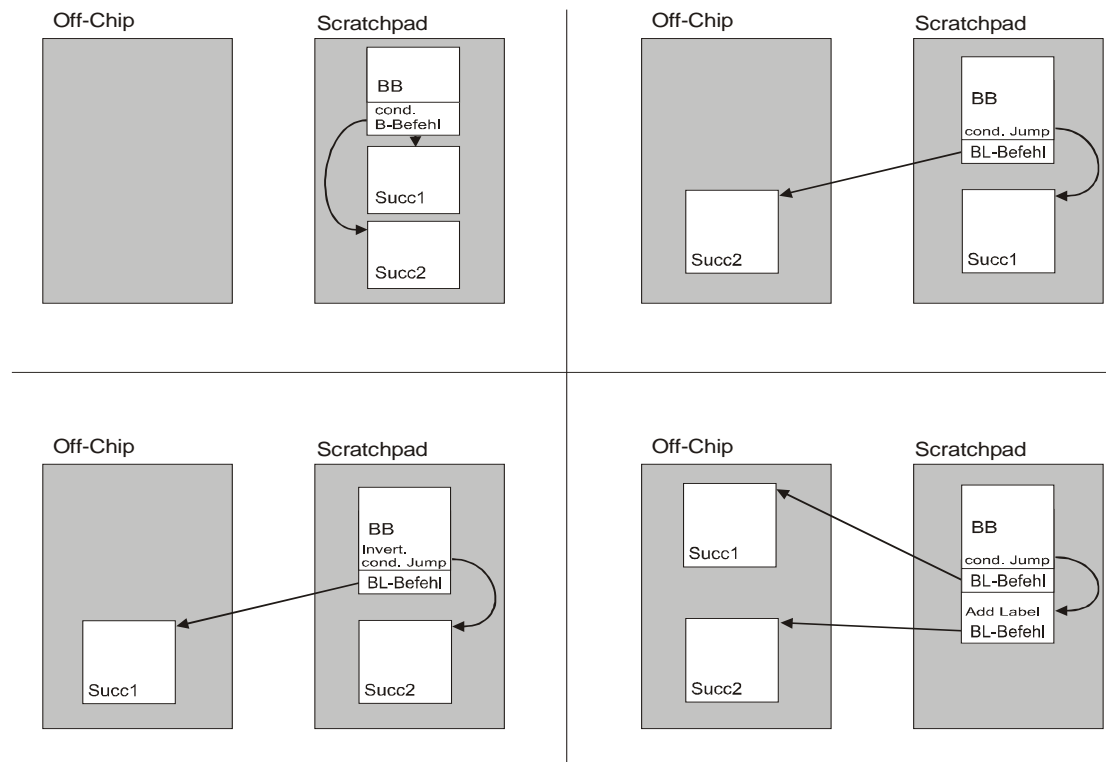 Off-Chip
Scratchpad
BB
cond.
B-Befehl
Succ1
Succ2
Off-Chip
Scratchpad
BB
cond. Jump
BL-Befehl
Succ2
Succ1
Off-Chip
Scratchpad
BB
Invert.
cond. Jump
BL-Befehl
Succ1
Succ2
Off-Chip
Scratchpad
Succ1
BB
cond. Jump
BL-Befehl
Add Label
BL-Befehl
Succ2